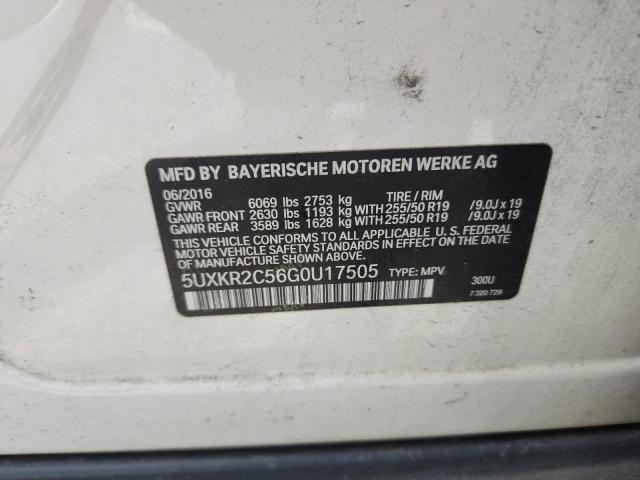 MFD BY BAYERISCHE MOTOREN WERKE AG
06/2016 TIRE / RIM
GVWR 6069 lbs 2753 kg
GAWR FRONT 2630 lbs 1193 kg WITH 255/50 R19 /9.0J x 19
GAWR REAR 3589 lbs 1628 kg WITH 255/50 R19 /9.0J x 19
THIS VEHICLE CONFORMS TO ALL APPLICABLE U.S. FEDERAL
MOTOR VEHICLE SAFETY STANDARDS IN EFFECT ON THE DATE
OF MANUFACTURE SHOWN ABOVE.
5UXKR2C56G0U17505 TYPE: MPV 300U
7 320 729